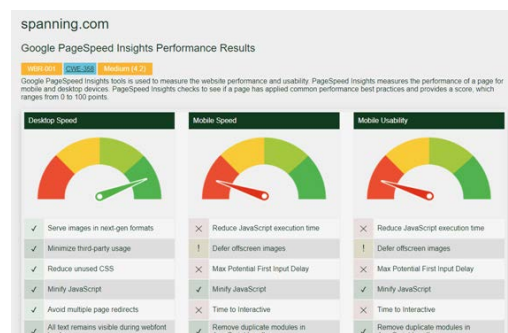 spanning.com
Google PageSpeed Insights Performance Results
WBR-001 CWE-358 Medium (4.2)
Google PageSpeed Insights tools is used to measure the website performance and usability. PageSpeed Insights measures the performance of a page for
mobile and desktop devices. PageSpeed Insights checks to see if a page has applied common performance best practices and provides a score, which
ranges from 0 to 100 points.
Desktop Speed
Serve images in next-gen formats
Minimize third-party usage
Reduce unused CSS
Minify JavaScript
Avoid multiple page redirects
All text remains visible during webfont
Mobile Speed
Reduce JavaScript execution time
Defer offscreen images
Max Potential First Input Delay
Minify JavaScript
Time to Interactive
Remove duplicate modules in
Mobile Usability
Reduce JavaScript execution time
Defer offscreen images
Max Potential First Input Delay
Minify JavaScript
Time to Interactive
Remove duplicate modules in